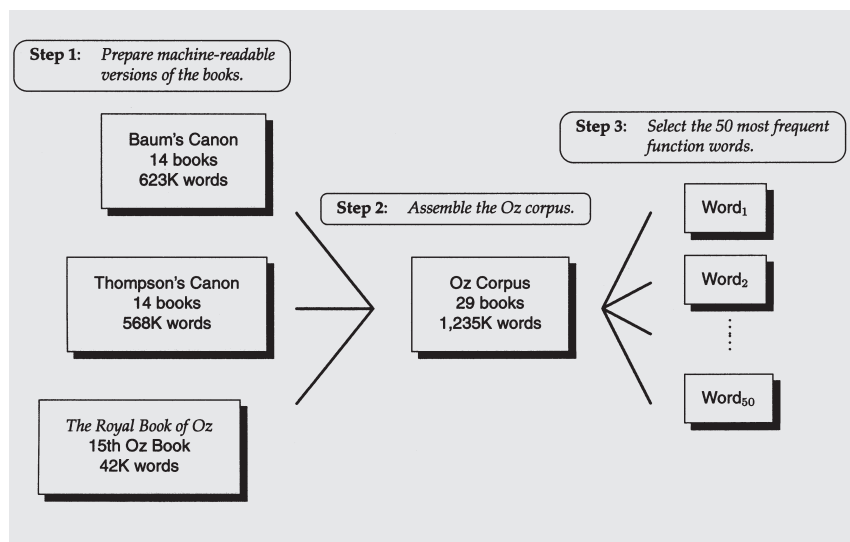 Step 1: Prepare machine-readable
versions of the books.
Baum's Canon
14 books
623K words
Thompson's Canon
14 books
568K words
The Royal Book of Oz
15th Oz Book
42K words
Step 2: Assemble the Oz corpus.
Oz Corpus
29 books
1,235K words
Step 3: Select the 50 most frequent
function words.
Word₁
Word₂
Word₅₀